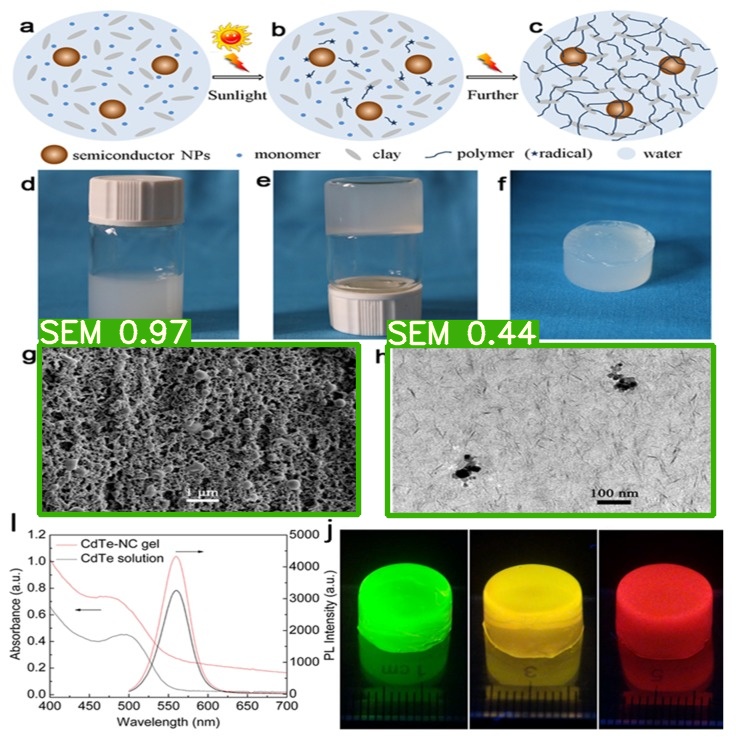 a
b
c
Sunlight
Further
semiconductor NPs
monomer
clay
polymer (★radical)
water
d
e
f
SEM 0.97
SEM 0.44
g
h
1 μm
100 nm
l
j
1.2
1.0
0.8
0.6
0.4
0.2
0.0
Absorbance (a.u.)
CdTe-NC gel
CdTe solution
5000
4000
3000
2000
1000
0
PL Intensity (a.u.)
400 450 500 550 600 650 700
Wavelength (nm)
1 cm
3
5